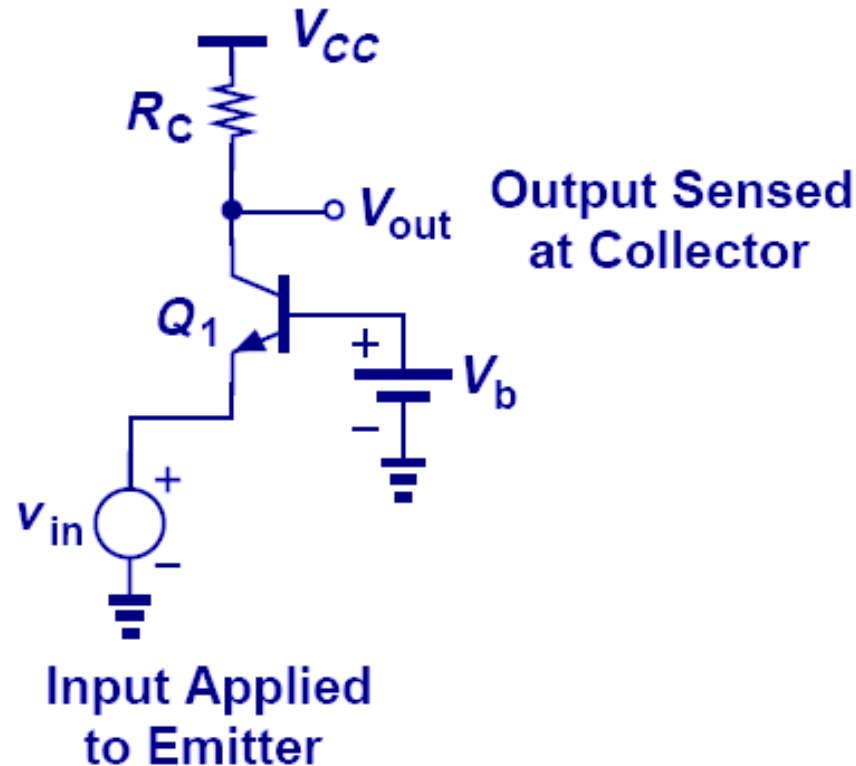 VCC
RC
Vout
Output Sensed
at Collector
Q1
+
Vb
−
+
vin
−
Input Applied
to Emitter